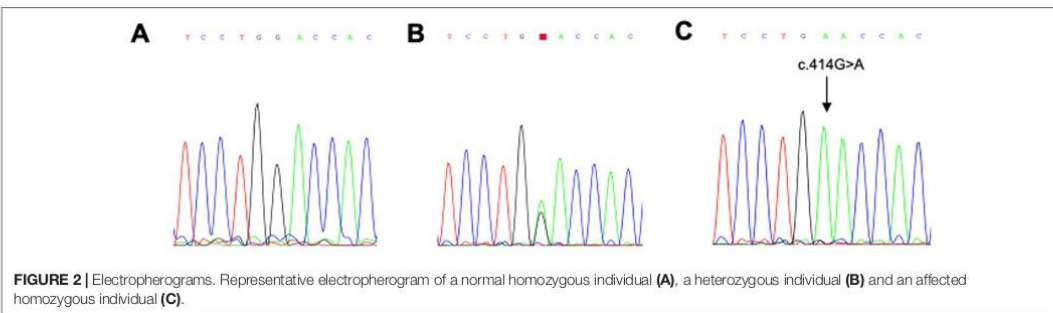 A T C C T G G A C C A C B T C C T G A C C A C C T C C T G A A C C A C
c.414G>A
FIGURE 2 | Electropherograms. Representative electropherogram of a normal homozygous individual (A), a heterozygous individual (B) and an affected
homozygous individual (C).